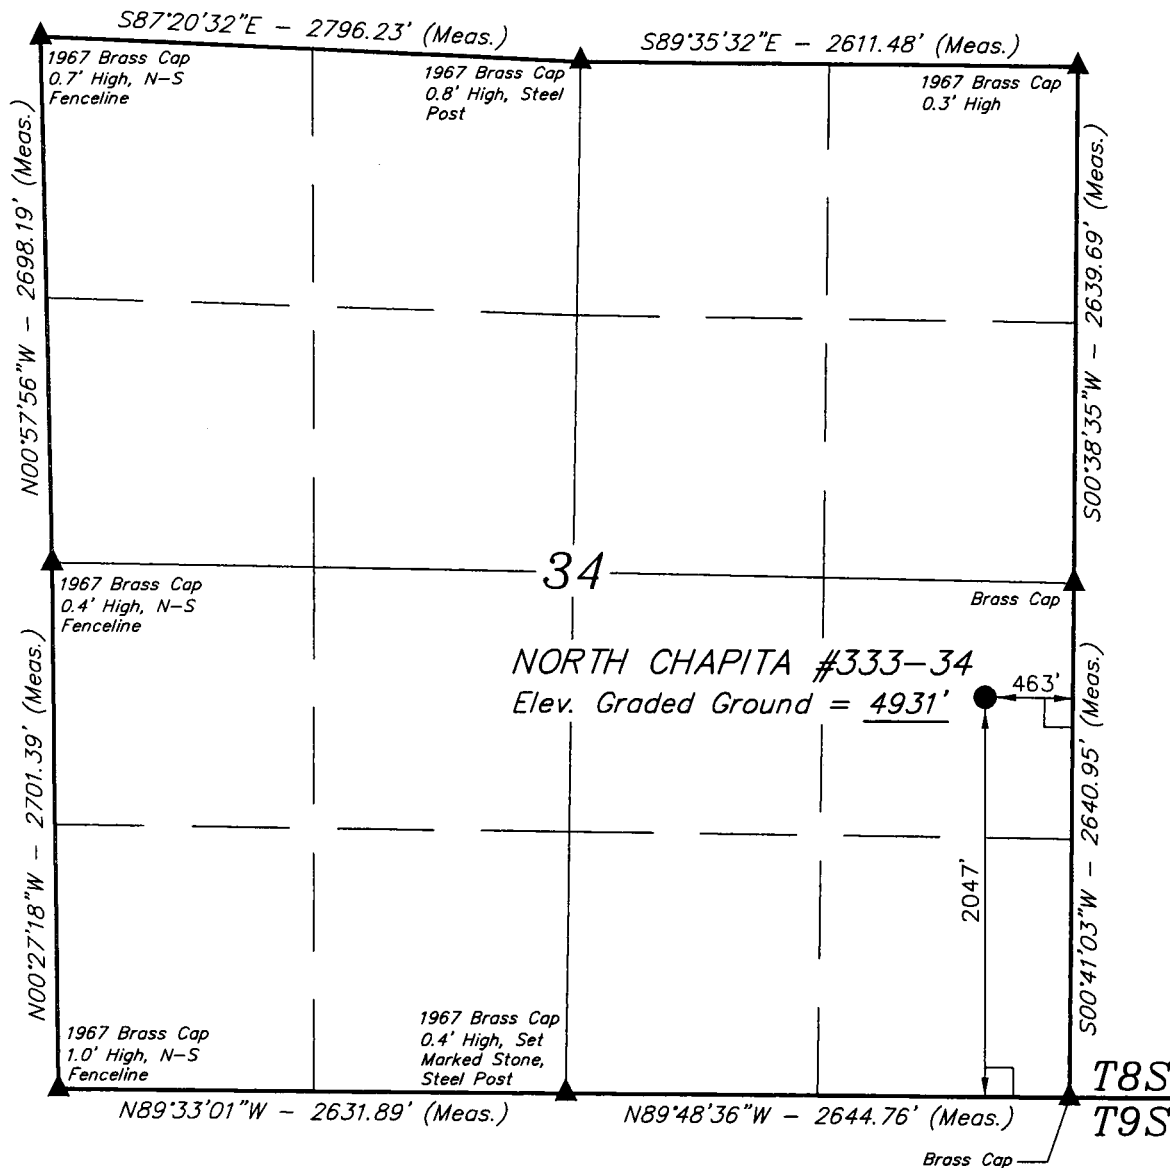 S87°20'32"E - 2796.23' (Meas.)
S89°35'32"E - 2611.48' (Meas.)
1967 Brass Cap
0.7' High, N-S
Fenceline
1967 Brass Cap
0.8' High, Steel
Post
1967 Brass Cap
0.3' High
N00°57'56"W - 2698.19' (Meas.)
S00°38'35"W - 2639.69' (Meas.)
34
1967 Brass Cap
0.4' High, N-S
Fenceline
Brass Cap
NORTH CHAPITA #333-34
Elev. Graded Ground = 4931'
463'
2047'
N00°27'18"W - 2701.39' (Meas.)
S00°41'03"W - 2640.95' (Meas.)
1967 Brass Cap
1.0' High, N-S
Fenceline
1967 Brass Cap
0.4' High, Set
Marked Stone,
Steel Post
N89°33'01"W - 2631.89' (Meas.)
N89°48'36"W - 2644.76' (Meas.)
T8S
T9S
Brass Cap